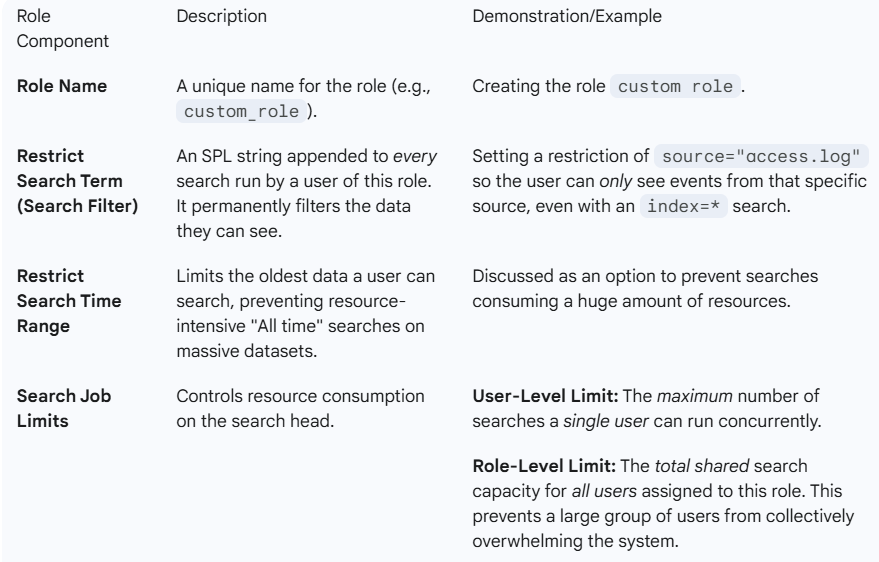 Role Component
Description
Demonstration/Example
Role Name
A unique name for the role (e.g.,
custom_role ).
Creating the role custom role .
Restrict
Search Term
(Search Filter)
An SPL string appended to every
search run by a user of this role.
It permanently filters the data
they can see.
Setting a restriction of source="access.log"
so the user can only see events from that specific
source, even with an index=* search.
Restrict
Search Time
Range
Limits the oldest data a user can
search, preventing resource-
intensive "All time" searches on
massive datasets.
Discussed as an option to prevent searches
consuming a huge amount of resources.
Search Job
Limits
Controls resource consumption
on the search head.
User-Level Limit: The maximum number of
searches a single user can run concurrently.
Role-Level Limit: The total shared search
capacity for all users assigned to this role. This
prevents a large group of users from collectively
overwhelming the system.